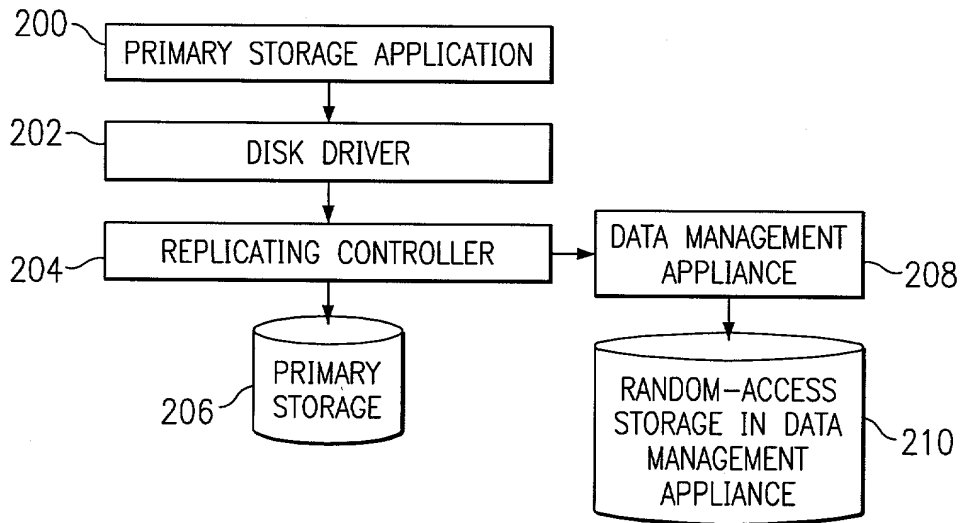 200
PRIMARY STORAGE APPLICATION
202
DISK DRIVER
204
REPLICATING CONTROLLER
DATA MANAGEMENT
APPLIANCE
208
206
PRIMARY
STORAGE
RANDOM-ACCESS
STORAGE IN DATA
MANAGEMENT
APPLIANCE
210